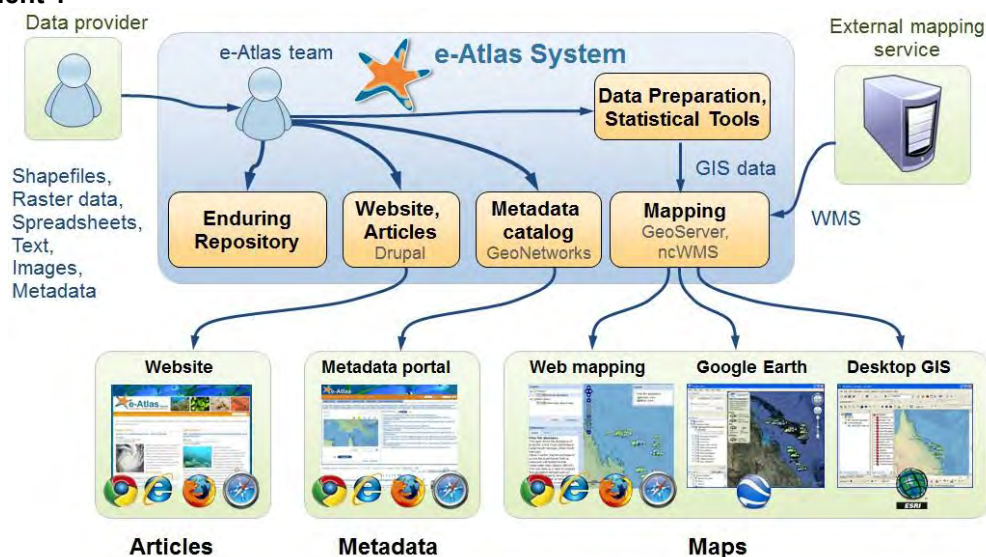 Data provider
e-Atlas team
e-Atlas System
External mapping
service
Data Preparation,
Statistical Tools
Shapefiles,
Raster data,
Spreadsheets,
Text,
Images,
Metadata
GIS data
WMS
Enduring
Repository
Website,
Articles
Drupal
Metadata
catalog
GeoNetworks
Mapping
GeoServer,
ncWMS
Website
e-Atlas
Metadata portal
Web mapping
Google Earth
Desktop GIS
ESRI
Articles
Metadata
Maps